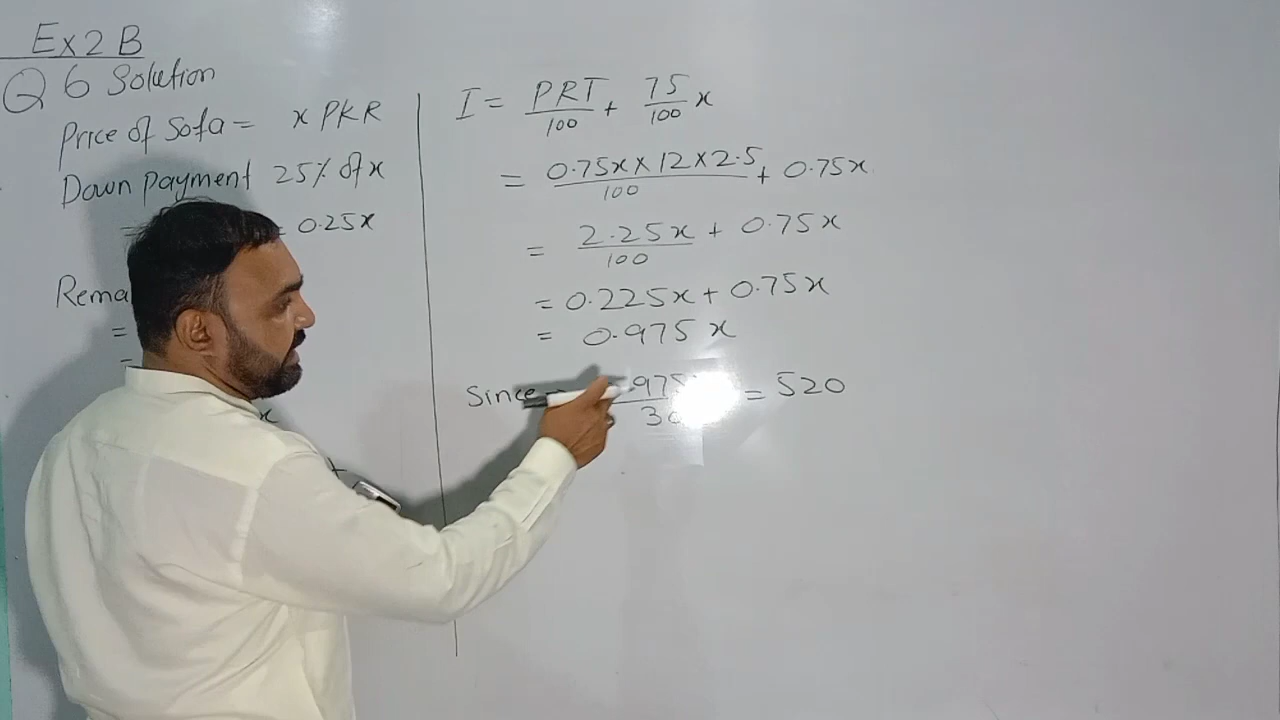 Ex 2 B
Q 6 Solution
Price of Sofa = x PKR
Down Payment 25% of x
= 0.25x
=
=
x
I = PRT/100 + 75/100 x
= 0.75x × 12 × 2.5/100 + 0.75x
= 2.25x/100 + 0.75x
= 0.225x + 0.75x
= 0.975x
Since = 520